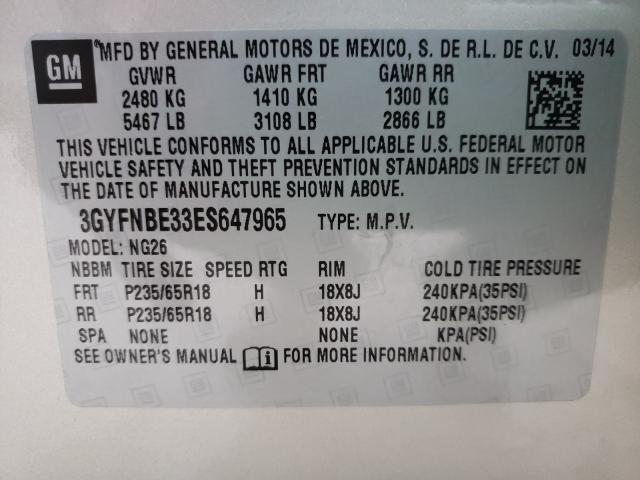 GM ® MFD BY GENERAL MOTORS DE MEXICO, S. DE R.L. DE C.V. 03/14
GVWR GAWR FRT GAWR RR
2480 KG 1410 KG 1300 KG
5467 LB 3108 LB 2866 LB
THIS VEHICLE CONFORMS TO ALL APPLICABLE U.S. FEDERAL MOTOR
VEHICLE SAFETY AND THEFT PREVENTION STANDARDS IN EFFECT ON
THE DATE OF MANUFACTURE SHOWN ABOVE.
3GYFNBE33ES647965 TYPE: M.P.V.
MODEL: NG26
NBBM TIRE SIZE SPEED RTG RIM COLD TIRE PRESSURE
FRT P235/65R18 H 18X8J 240KPA(35PSI)
RR P235/65R18 H 18X8J 240KPA(35PSI)
SPA NONE NONE KPA(PSI)
SEE OWNER'S MANUAL FOR MORE INFORMATION.